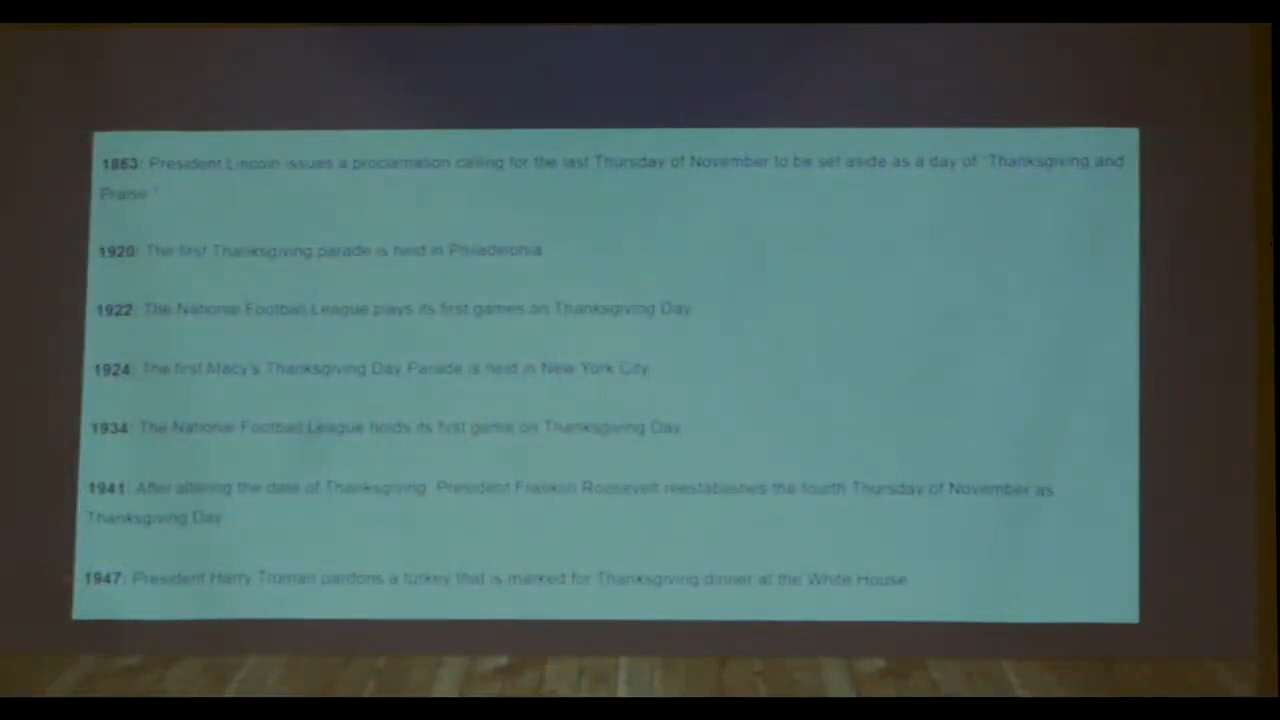 1863: President Lincoln issues a proclamation calling for the last Thursday of November to be set aside as a day of "Thanksgiving and
Praise."
1920: The first Thanksgiving parade is held in Philadelphia
1922: The National Football League plays its first games on Thanksgiving Day
1924: The first Macy's Thanksgiving Day Parade is held in New York City
1934: The National Football League holds its first game on Thanksgiving Day
1941: After altering the date of Thanksgiving, President Franklin Roosevelt reestablishes the fourth Thursday of November as
Thanksgiving Day
1947: President Harry Truman pardons a turkey that is marked for Thanksgiving dinner at the White House